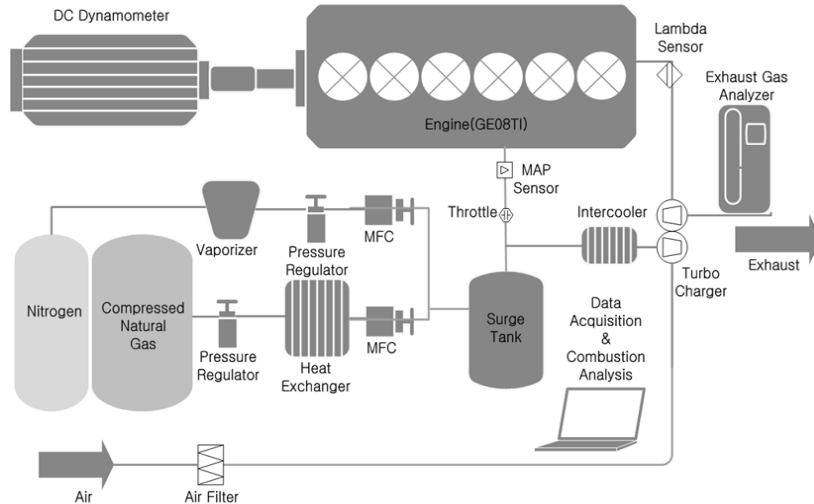 DC Dynamometer
Lambda
Sensor
Exhaust Gas
Analyzer
Engine(GE08TI)
MAP
Sensor
Throttle
Intercooler
Vaporizer
Pressure
Regulator
MFC
Exhaust
Turbo
Charger
Nitrogen
Compressed
Natural
Gas
Pressure
Regulator
Heat
Exchanger
MFC
Surge
Tank
Data
Acquisition
&
Combustion
Analysis
Air
Air Filter